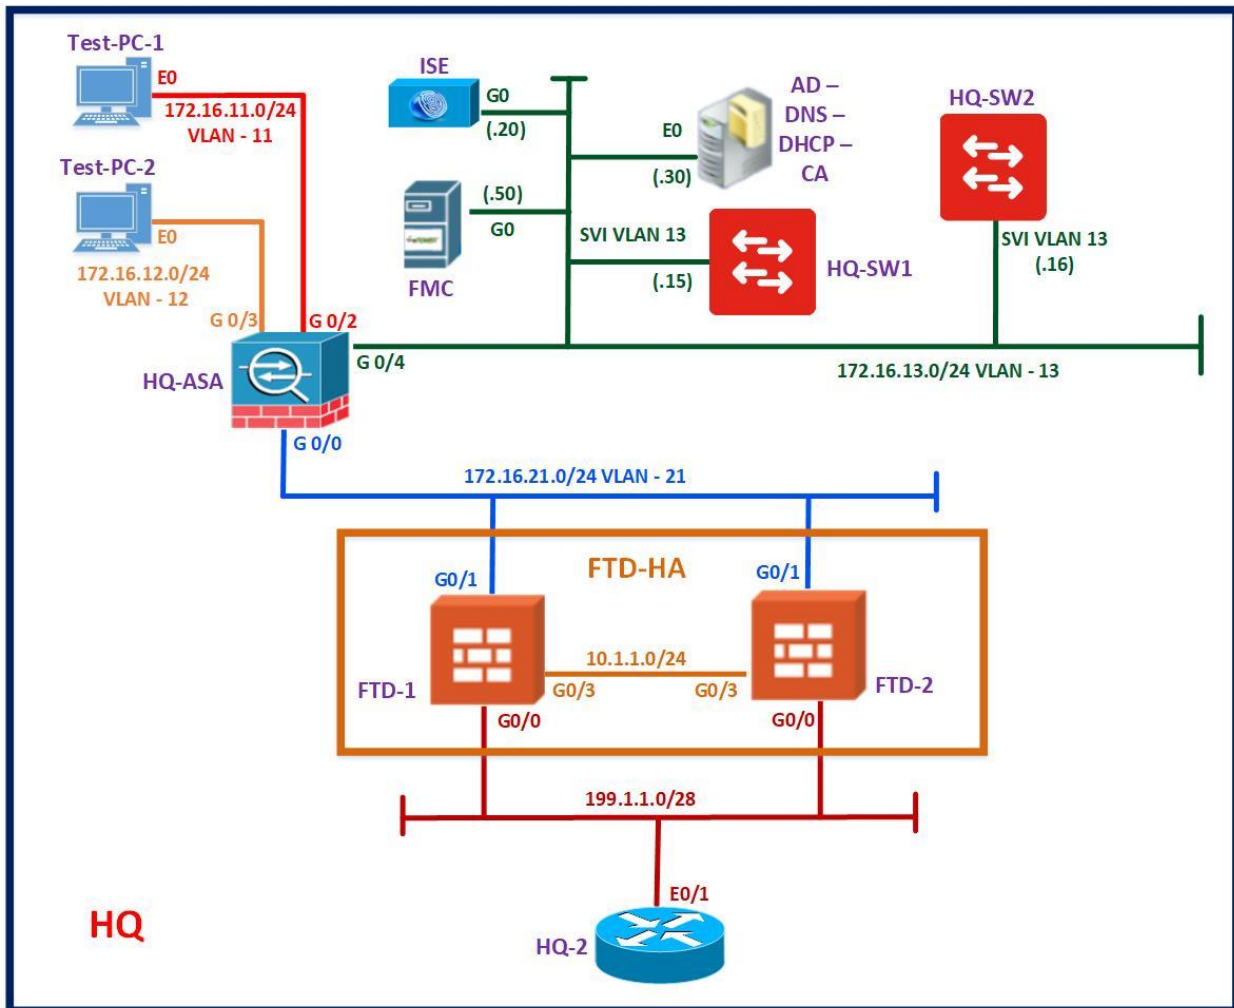 Test-PC-1
E0
172.16.11.0/24
VLAN - 11
Test-PC-2
E0
172.16.12.0/24
VLAN - 12
G 0/3
G 0/2
ISE
G0
(.20)
(.50)
G0
FMC
AD –
DNS –
DHCP –
CA
E0
(.30)
SVI VLAN 13
(.15)
HQ-SW1
HQ-SW2
SVI VLAN 13
(.16)
HQ-ASA
G 0/4
172.16.13.0/24 VLAN - 13
G 0/0
172.16.21.0/24 VLAN - 21
FTD-HA
G0/1
G0/1
10.1.1.0/24
FTD-1
G0/3
G0/3
FTD-2
G0/0
G0/0
199.1.1.0/28
E0/1
HQ
HQ-2